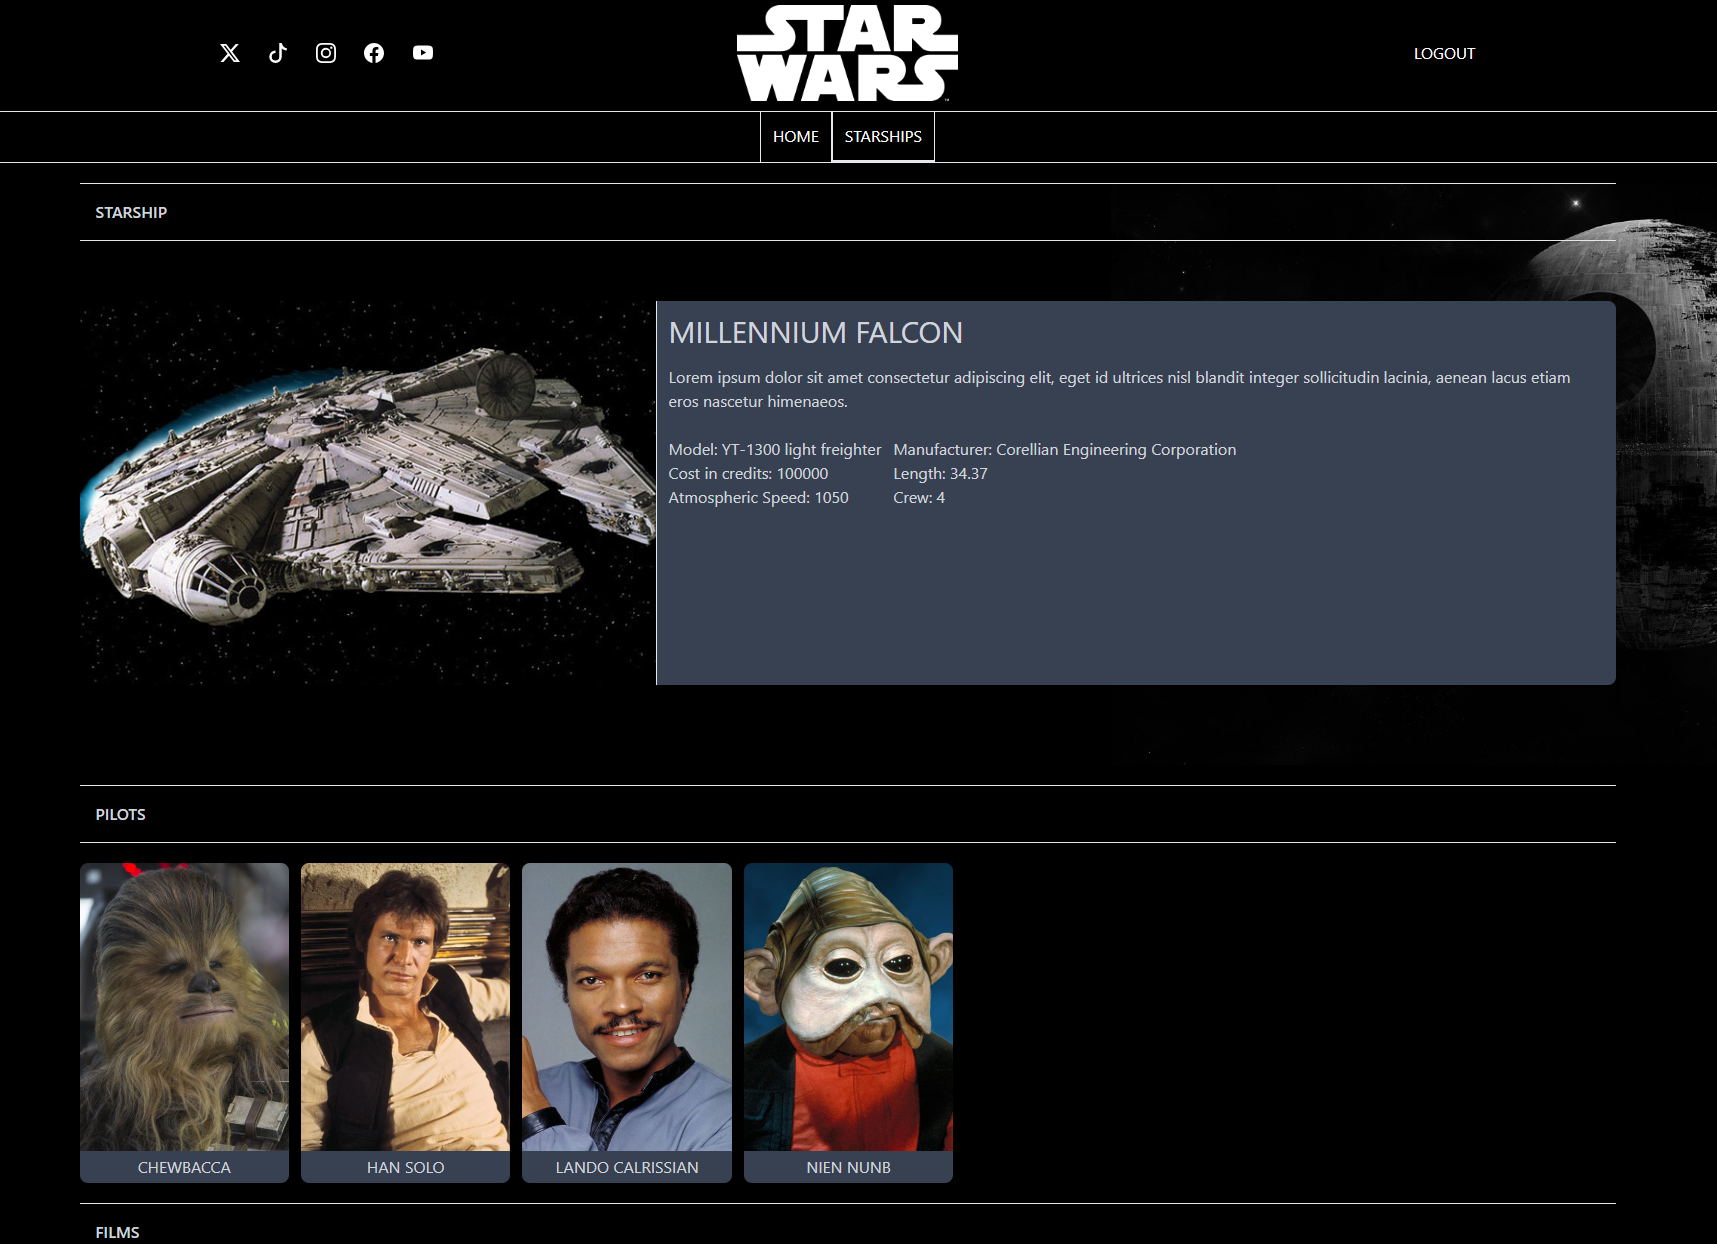 STAR
WARS
LOGOUT
HOME
STARSHIPS
STARSHIP
MILLENNIUM FALCON
Lorem ipsum dolor sit amet consectetur adipiscing elit, eget id ultrices nisl blandit integer sollicitudin lacinia, aenean lacus etiam
eros nascetur himenaeos.
Model: YT-1300 light freighter
Manufacturer: Corellian Engineering Corporation
Cost in credits: 100000
Length: 34.37
Atmospheric Speed: 1050
Crew: 4
PILOTS
CHEWBACCA
HAN SOLO
LANDO CALRISSIAN
NIEN NUNB
FILMS